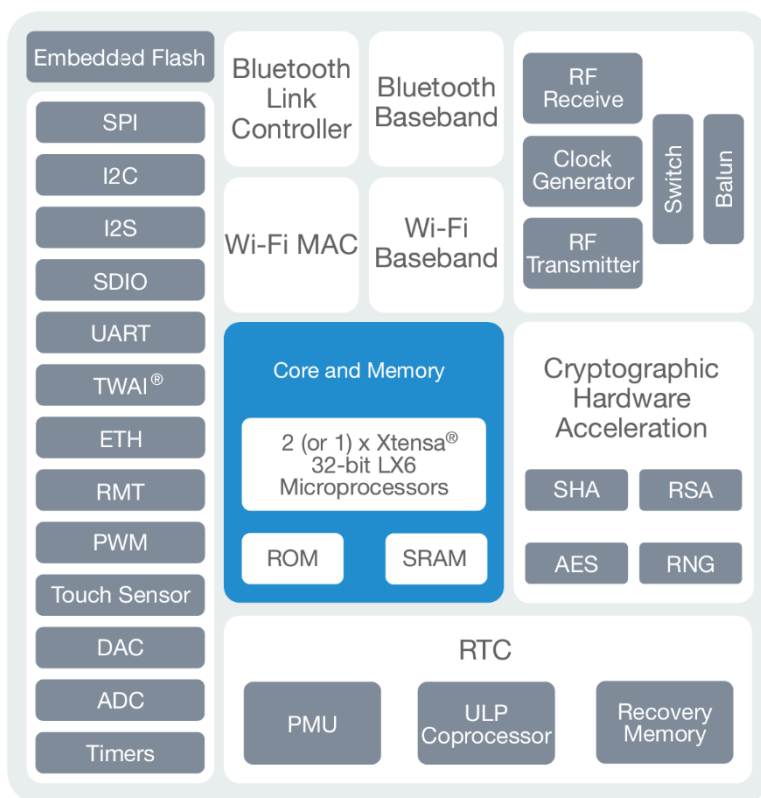 Embedded Flash
SPI
I2C
I2S
SDIO
UART
TWAI®
ETH
RMT
PWM
Touch Sensor
DAC
ADC
Timers
Bluetooth
Link
Controller
Bluetooth
Baseband
Wi-Fi MAC
Wi-Fi
Baseband
RF
Receive
Clock
Generator
RF
Transmitter
Switch
Balun
Core and Memory
2 (or 1) x Xtensa®
32-bit LX6
Microprocessors
ROM
SRAM
Cryptographic
Hardware
Acceleration
SHA
RSA
AES
RNG
RTC
PMU
ULP
Coprocessor
Recovery
Memory